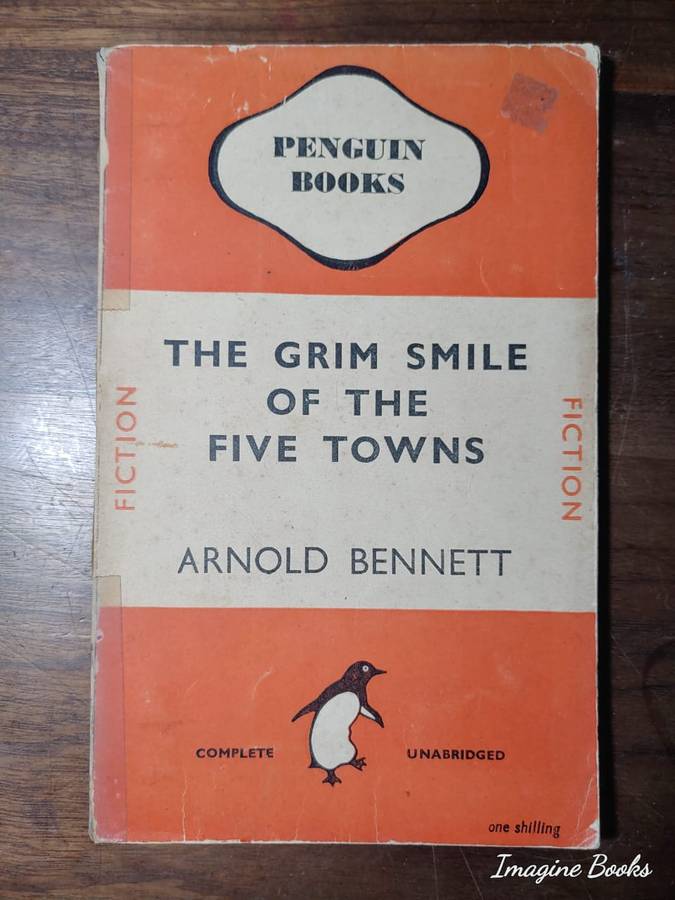 PENGUIN
BOOKS
THE GRIM SMILE
OF THE
FIVE TOWNS
FICTION
FICTION
ARNOLD BENNETT
COMPLETE
UNABRIDGED
one shilling
Imagine Books